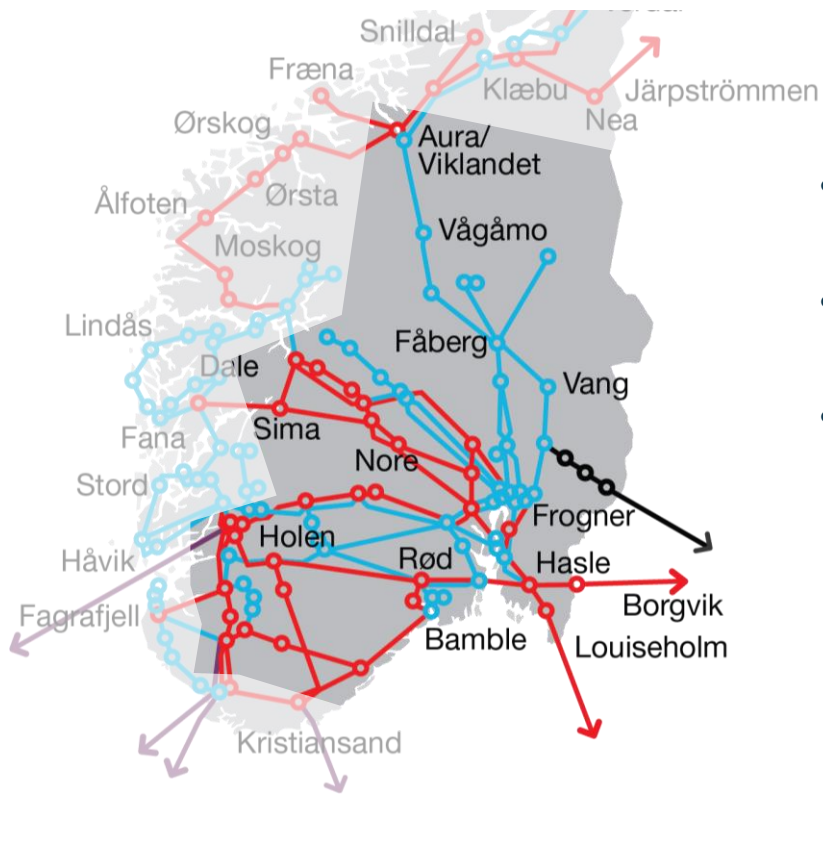 Snilldal
Fræna
Klæbu
Järpströmmen
Nea
Ørskog
Aura/
Viklandet
Ørsta
Ålfoten
Vågåmo
Moskog
Lindås
Fåberg
Dale
Vang
Sima
Fana
Nore
Stord
Frogner
Holen
Håvik
Rød
Hasle
Borgvik
Fagrafjell
Bamble
Louiseholm
Kristiansand